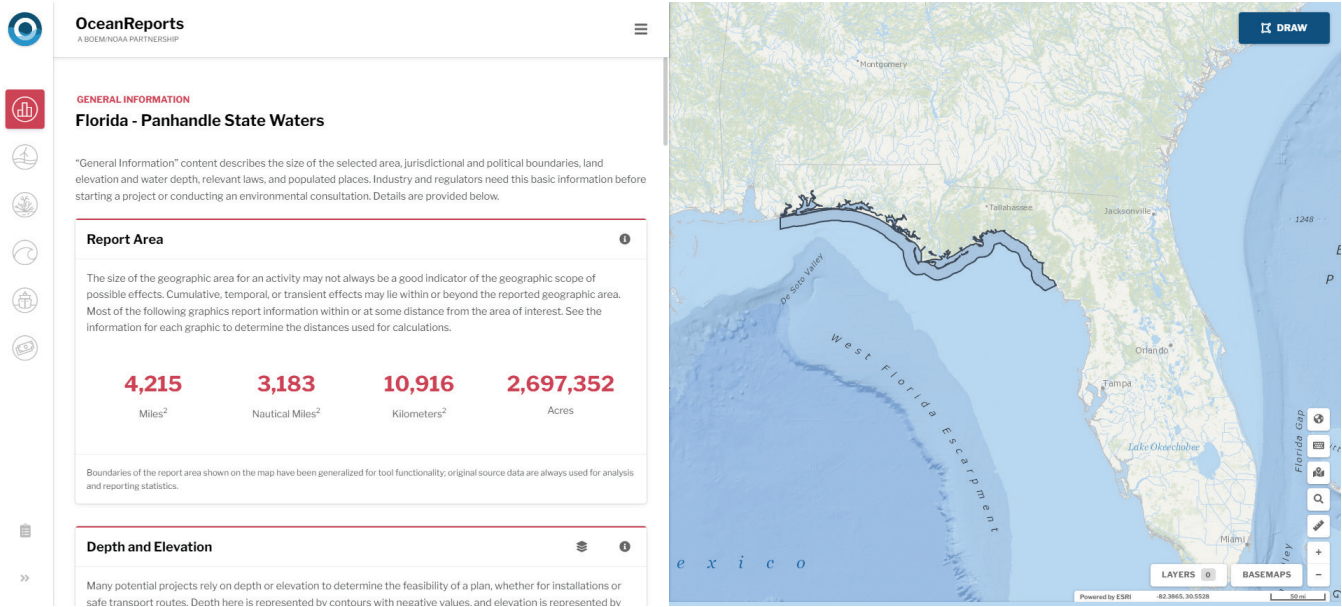 OceanReports
A BOEM/NOAA PARTNERSHIP
GENERAL INFORMATION
Florida - Panhandle State Waters
"General Information" content describes the size of the selected area, jurisdictional and political boundaries, land
elevation and water depth, relevant laws, and populated places. Industry and regulators need this basic information before
starting a project or conducting an environmental consultation. Details are provided below.
Report Area
The size of the geographic area for an activity may not always be a good indicator of the geographic scope of
possible effects. Cumulative, temporal, or transient effects may lie within or beyond the reported geographic area.
Most of the following graphics report information within or at some distance from the area of interest. See the
information for each graphic to determine the distances used for calculations.
4,215
Miles²
3,183
Nautical Miles²
10,916
Kilometers²
2,697,352
Acres
Boundaries of the report area shown on the map have been generalized for tool functionality; original source data are always used for analysis
and reporting statistics.
Depth and Elevation
Many potential projects rely on depth or elevation to determine the feasibility of a plan, whether for installations or
safe transport routes. Depth here is represented by contours with negative values, and elevation is represented by
DRAW
Montgomery
Tallahassee
Jacksonville
1248
De Soto Valley
P
West Florida Escarpment
Orlando
Tampa
Lake Okeechobee
Florida Gap
Miami
e x i c o
LAYERS 0
BASEMAPS
Powered by ESRI
-82.3865, 30.5528
50 mi